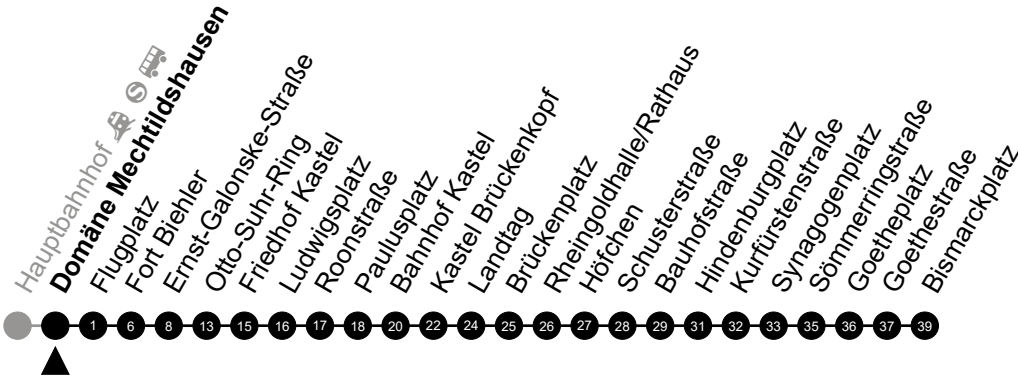 Hauptbahnhof S
Domäne Mechtildshausen
Flugplatz
Fort Biehler
Ernst-Galonske-Straße
Otto-Suhr-Ring
Friedhof Kastel
Ludwigsplatz
Roonstraße
Paulusplatz
Bahnhof Kastel
Kastel Brückenkopf
Landtag
Brückenplatz
Rheingoldhalle/Rathaus
Höfchen
Schusterstraße
Bauhofstraße
Hindenburgplatz
Kurfürstenstraße
Synagogenplatz
Sömmerringstraße
Goetheplatz
Goethestraße
Bismarckplatz
1 6 8 13 15 16 17 18 20 22 24 25 26 27 28 29 31 32 33 35 36 37 39